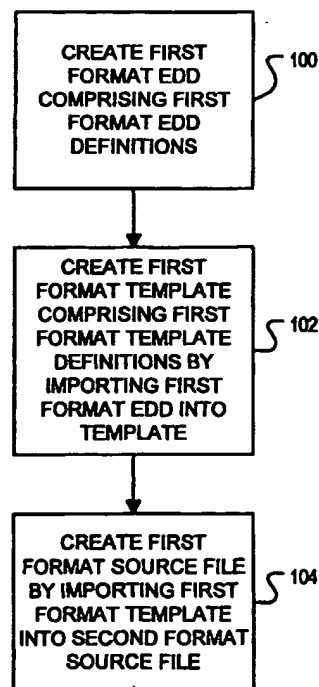 CREATE FIRST
FORMAT EDD
COMPRISING FIRST
FORMAT EDD
DEFINITIONS
100
CREATE FIRST
FORMAT TEMPLATE
COMPRISING FIRST
FORMAT TEMPLATE
DEFINITIONS BY
IMPORTING FIRST
FORMAT EDD INTO
TEMPLATE
102
CREATE FIRST
FORMAT SOURCE FILE
BY IMPORTING FIRST
FORMAT TEMPLATE
INTO SECOND FORMAT
SOURCE FILE
104